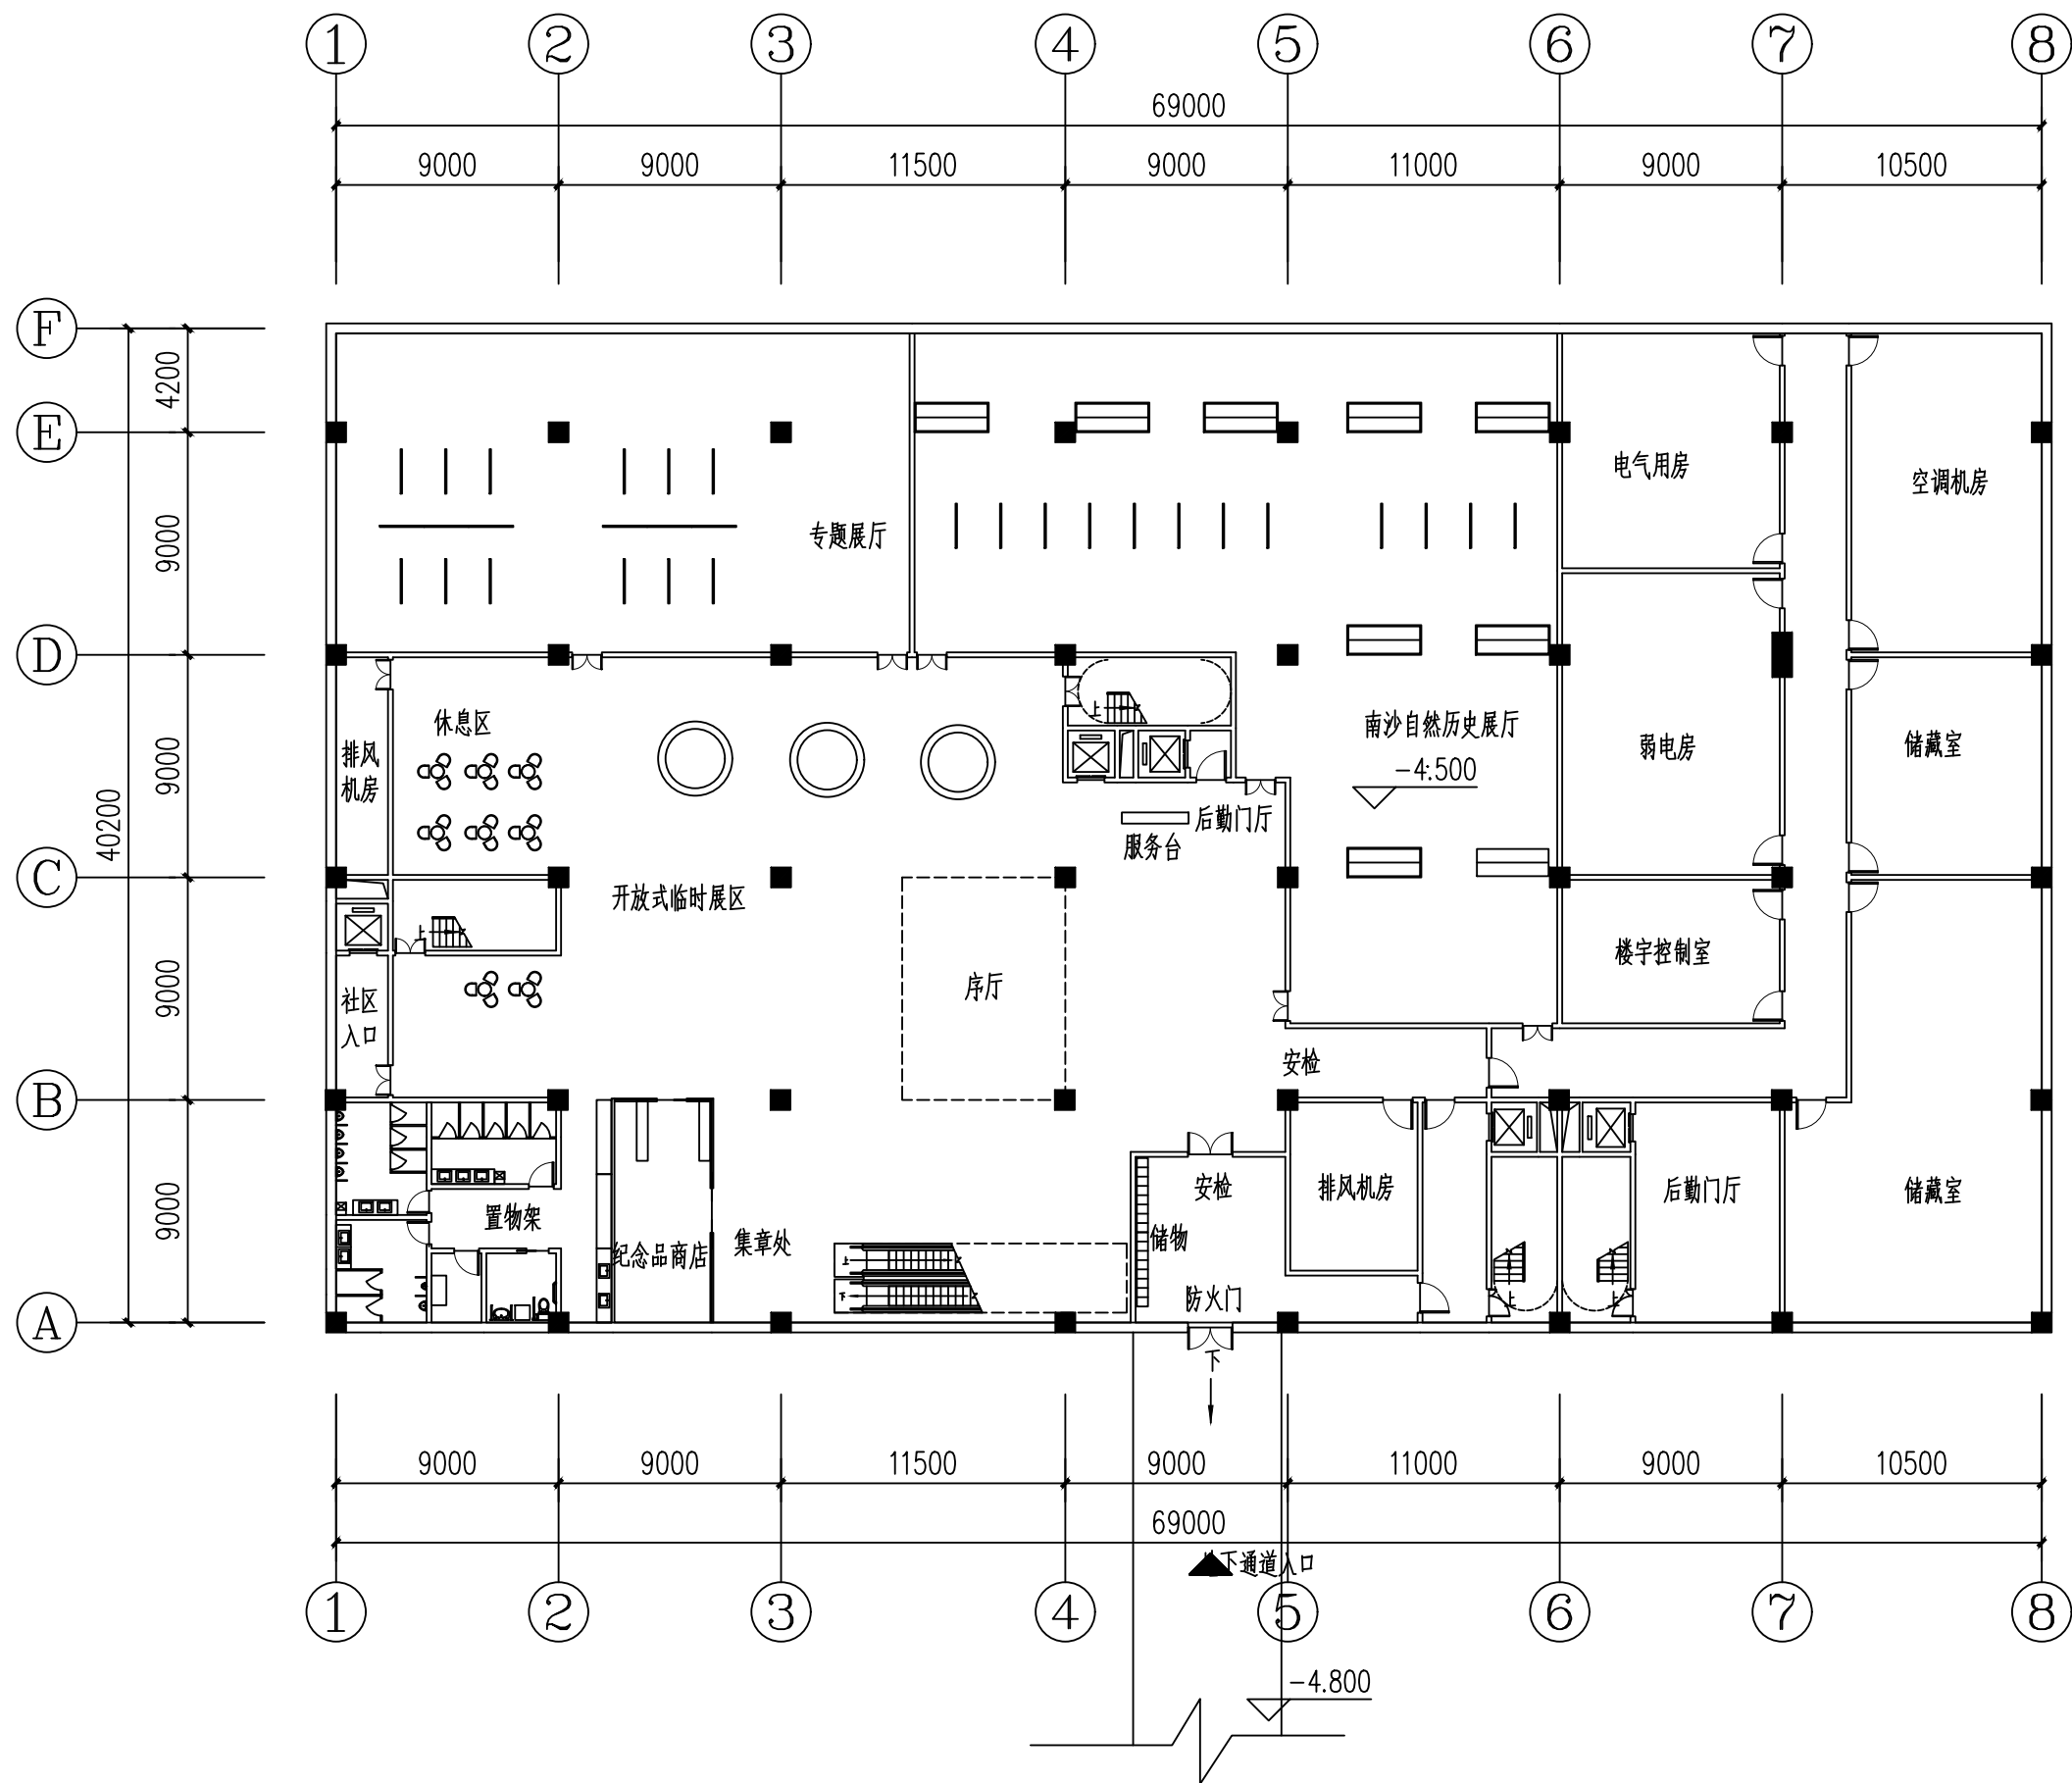 1 2 3 4 5 6 7 8
69000
9000 9000 11500 9000 11000 9000 10500
F
4200
E
电气用房
空调机房
9000
专题展厅
D
休息区
南沙自然历史展厅
排风
机房
上
弱电房
储藏室
9000
-4:500
40200
后勤门厅
服务台
C
开放式临时展区
上
楼宇控制室
9000
序厅
社区
入口
安检
B
安检
排风机房
后勤门厅
储藏室
9000
置物架
集章处
储物
纪念品商店
上
下
防火门
上
上
A
下
9000 9000 11500 9000 11000 9000 10500
69000
下通道入口
1 2 3 4 5 6 7 8
-4.800